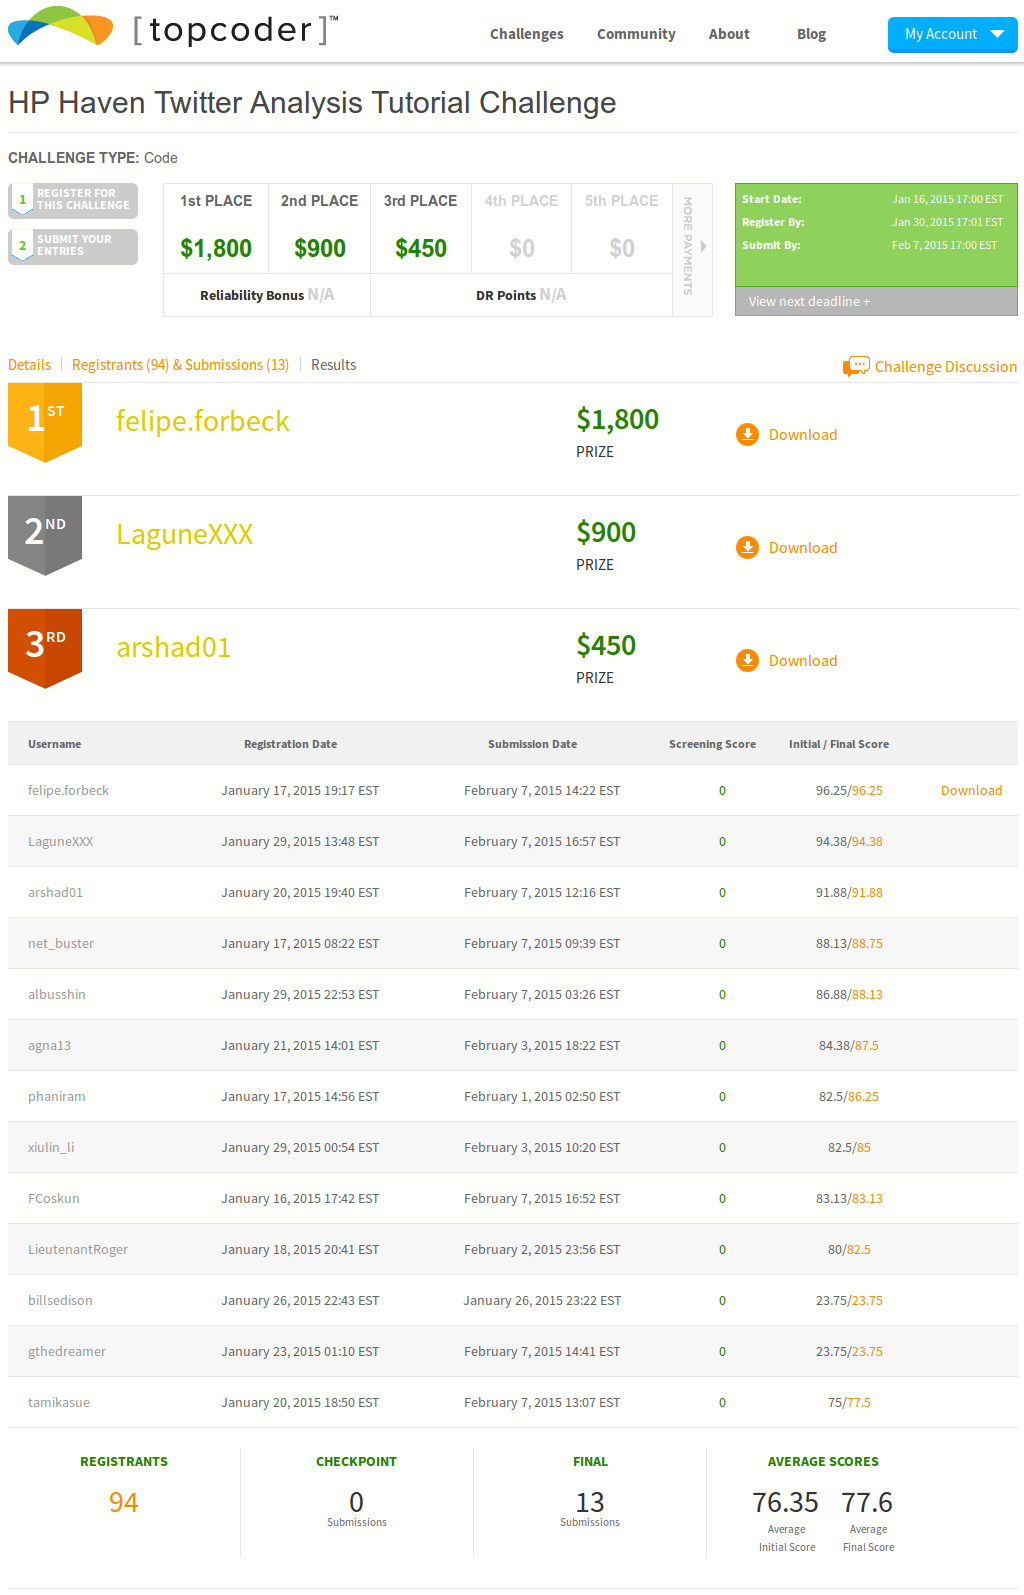 [topcoder]™
Challenges Community About Blog My Account
HP Haven Twitter Analysis Tutorial Challenge
CHALLENGE TYPE: Code
1 REGISTER FOR THIS CHALLENGE
2 SUBMIT YOUR ENTRIES
1st PLACE 2nd PLACE 3rd PLACE 4th PLACE 5th PLACE
$1,800 $900 $450 $0 $0
Reliability Bonus N/A DR Points N/A
MORE PAYMENTS
Start Date: Jan 16, 2015 17:00 EST
Register By: Jan 30, 2015 17:01 EST
Submit By: Feb 7, 2015 17:00 EST
View next deadline +
Details Registrants (94) & Submissions (13) Results Challenge Discussion
1ST felipe.forbeck $1,800 PRIZE Download
2ND LaguneXXX $900 PRIZE Download
3RD arshad01 $450 PRIZE Download
Username Registration Date Submission Date Screening Score Initial / Final Score
felipe.forbeck January 17, 2015 19:17 EST February 7, 2015 14:22 EST 0 96.25/96.25 Download
LaguneXXX January 29, 2015 13:48 EST February 7, 2015 16:57 EST 0 94.38/94.38
arshad01 January 20, 2015 19:40 EST February 7, 2015 12:16 EST 0 91.88/91.88
net_buster January 17, 2015 08:22 EST February 7, 2015 09:39 EST 0 88.13/88.75
albusshin January 29, 2015 22:53 EST February 7, 2015 03:26 EST 0 86.88/88.13
agna13 January 21, 2015 14:01 EST February 3, 2015 18:22 EST 0 84.38/87.5
phaniram January 17, 2015 14:56 EST February 1, 2015 02:50 EST 0 82.5/86.25
xiulin_li January 29, 2015 00:54 EST February 3, 2015 10:20 EST 0 82.5/85
FCoskun January 16, 2015 17:42 EST February 7, 2015 16:52 EST 0 83.13/83.13
LieutenantRoger January 18, 2015 20:41 EST February 2, 2015 23:56 EST 0 80/82.5
billsedison January 26, 2015 22:43 EST January 26, 2015 23:22 EST 0 23.75/23.75
gthedreamer January 23, 2015 01:10 EST February 7, 2015 14:41 EST 0 23.75/23.75
tamikasue January 20, 2015 18:50 EST February 7, 2015 13:07 EST 0 75/77.5
REGISTRANTS CHECKPOINT FINAL AVERAGE SCORES
94 0 13 76.35 77.6
Submissions Submissions Average Average
Initial Score Final Score